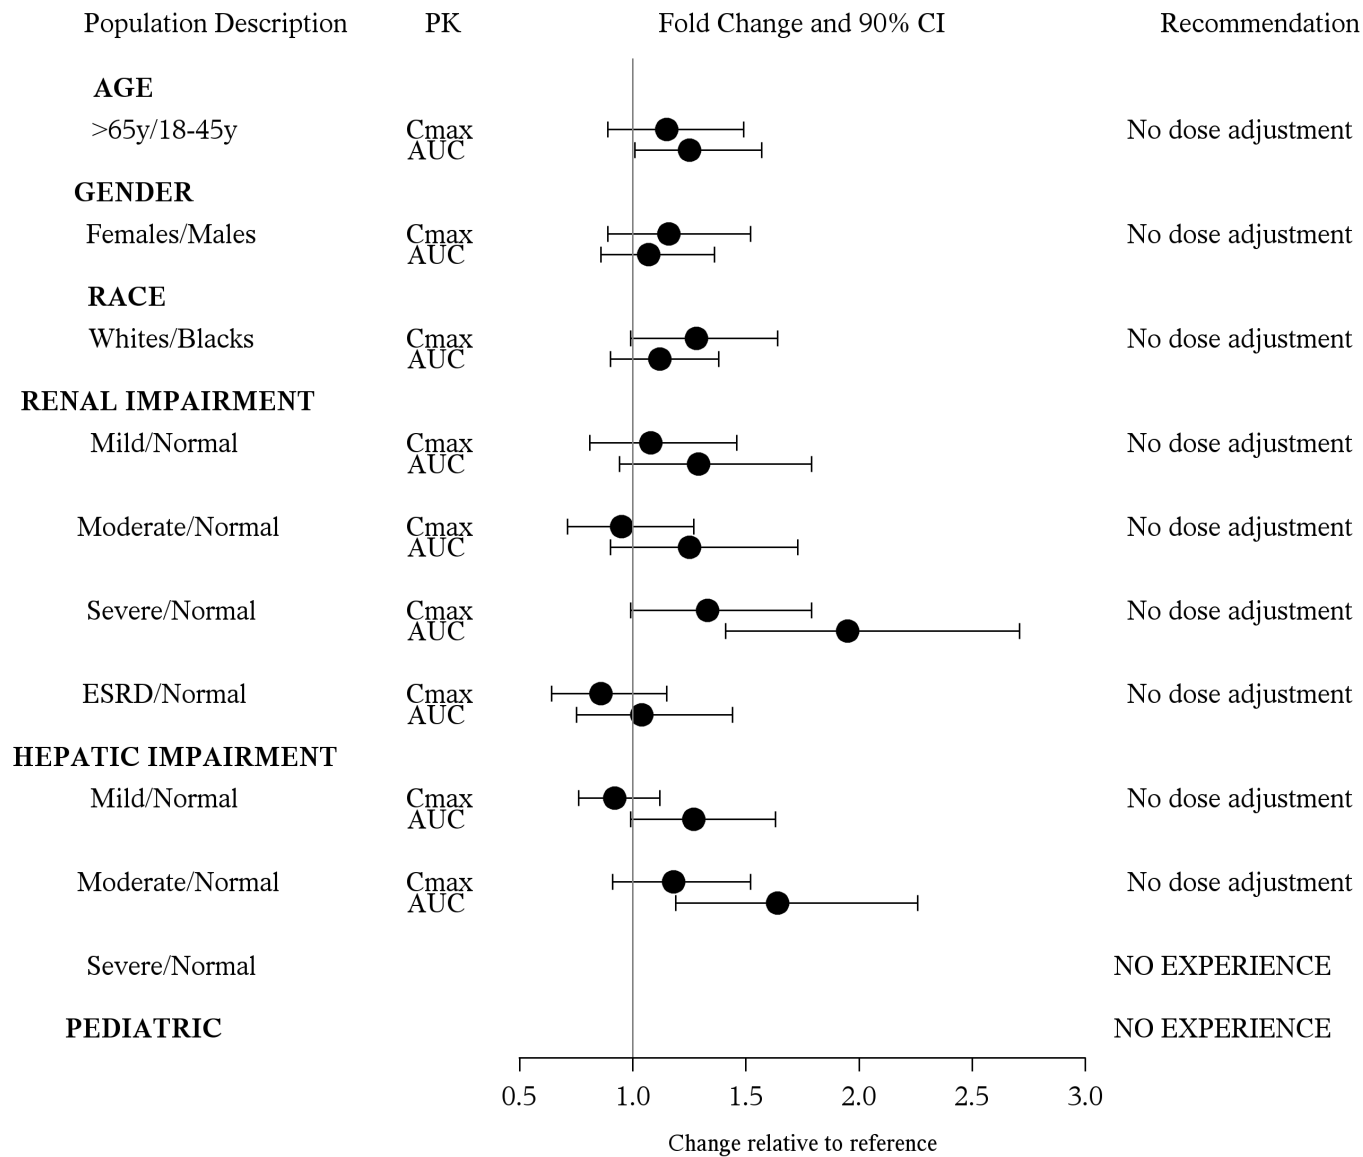 Population Description PK Fold Change and 90% CI Recommendation
AGE
>65y/18-45y Cmax No dose adjustment
AUC
GENDER
Females/Males Cmax No dose adjustment
AUC
RACE
Whites/Blacks Cmax No dose adjustment
AUC
RENAL IMPAIRMENT
Mild/Normal Cmax No dose adjustment
AUC
Moderate/Normal Cmax No dose adjustment
AUC
Severe/Normal Cmax No dose adjustment
AUC
ESRD/Normal Cmax No dose adjustment
AUC
HEPATIC IMPAIRMENT
Mild/Normal Cmax No dose adjustment
AUC
Moderate/Normal Cmax No dose adjustment
AUC
Severe/Normal NO EXPERIENCE
PEDIATRIC NO EXPERIENCE
0.5 1.0 1.5 2.0 2.5 3.0
Change relative to reference